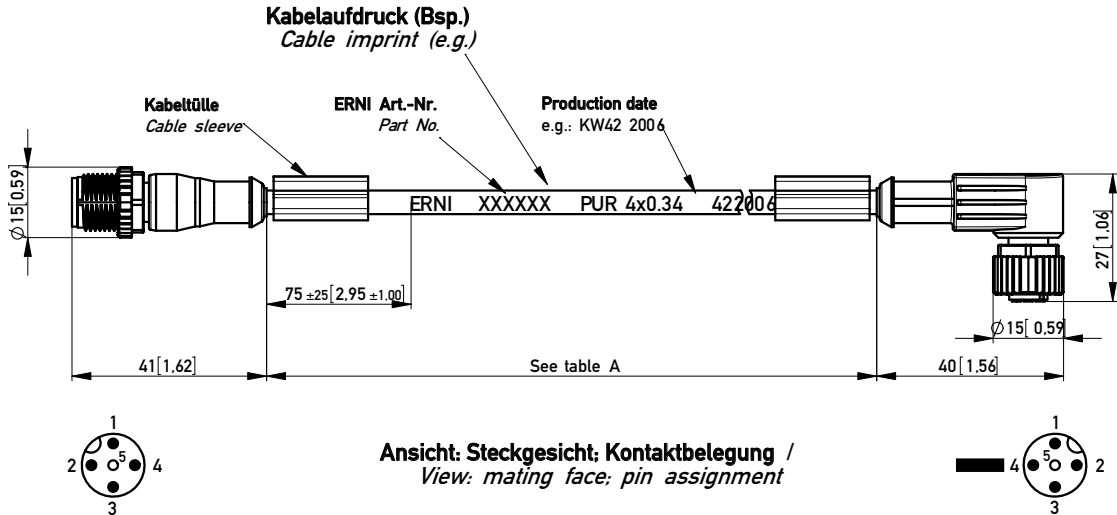 Kabelaufdruck (Bsp.)
Cable imprint (e.g.)
Kabeltülle
Cable sleeve
ERNI Art.-Nr.
Part No.
Production date
e.g.: KW42 2006
Ø15[0,59]
ERNI XXXXXX PUR 4x0.34 422006
27[1,06]
75 ±25[2,95 ±1,00]
Ø15[0,59]
41[1,62]
See table A
40[1,56]
1
2
5
4
3
Ansicht: Steckgesicht; Kontaktbelegung /
View: mating face; pin assignment
1
4
5
2
3